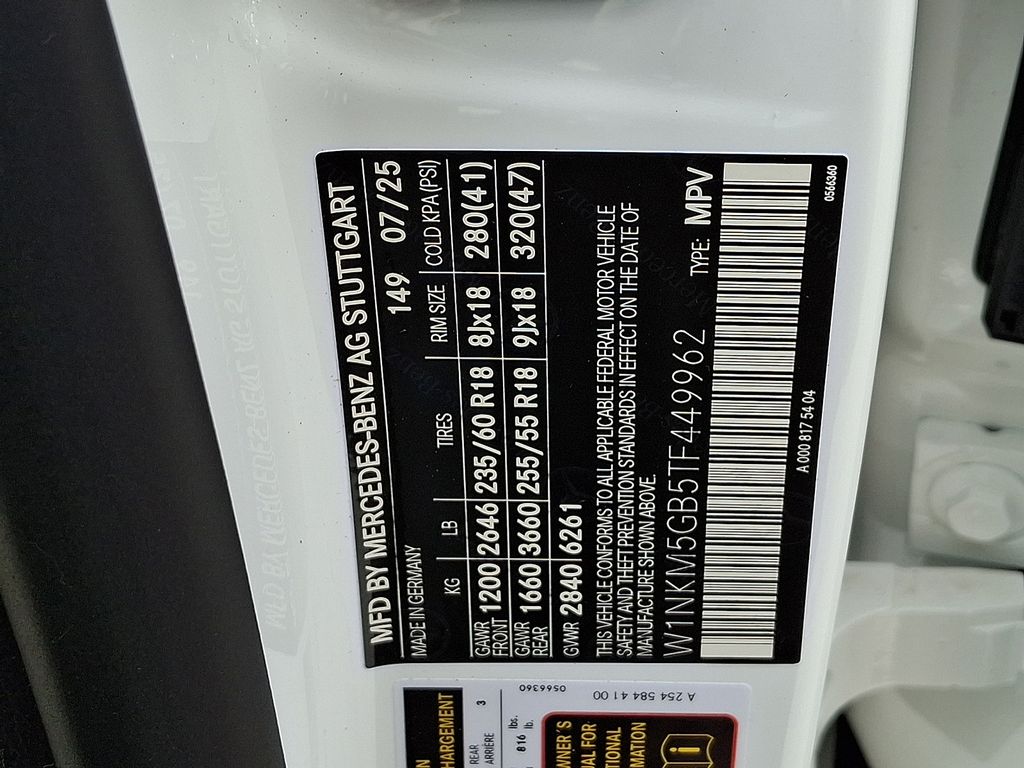 MFD BY MERCEDES-BENZ AG STUTTGART
MADE IN GERMANY 149 07/25
KG LB TIRES RIM SIZE COLD KPA(PSI)
GAWR FRONT 1200 2646 235/60 R18 8Jx18 280(41)
GAWR REAR 1660 3660 255/55 R18 9Jx18 320(47)
GVWR 2840 6261
THIS VEHICLE CONFORMS TO ALL APPLICABLE FEDERAL MOTOR VEHICLE
SAFETY AND THEFT PREVENTION STANDARDS IN EFFECT ON THE DATE OF
MANUFACTURE SHOWN ABOVE.
W1NKM5GB5TF449962 TYPE: MPV
A 000 817 54 04 0566360
HARGEMENT
REAR
ARRIÈRE 3
816 lbs.
lb.
0566360
A 254 584 41 00